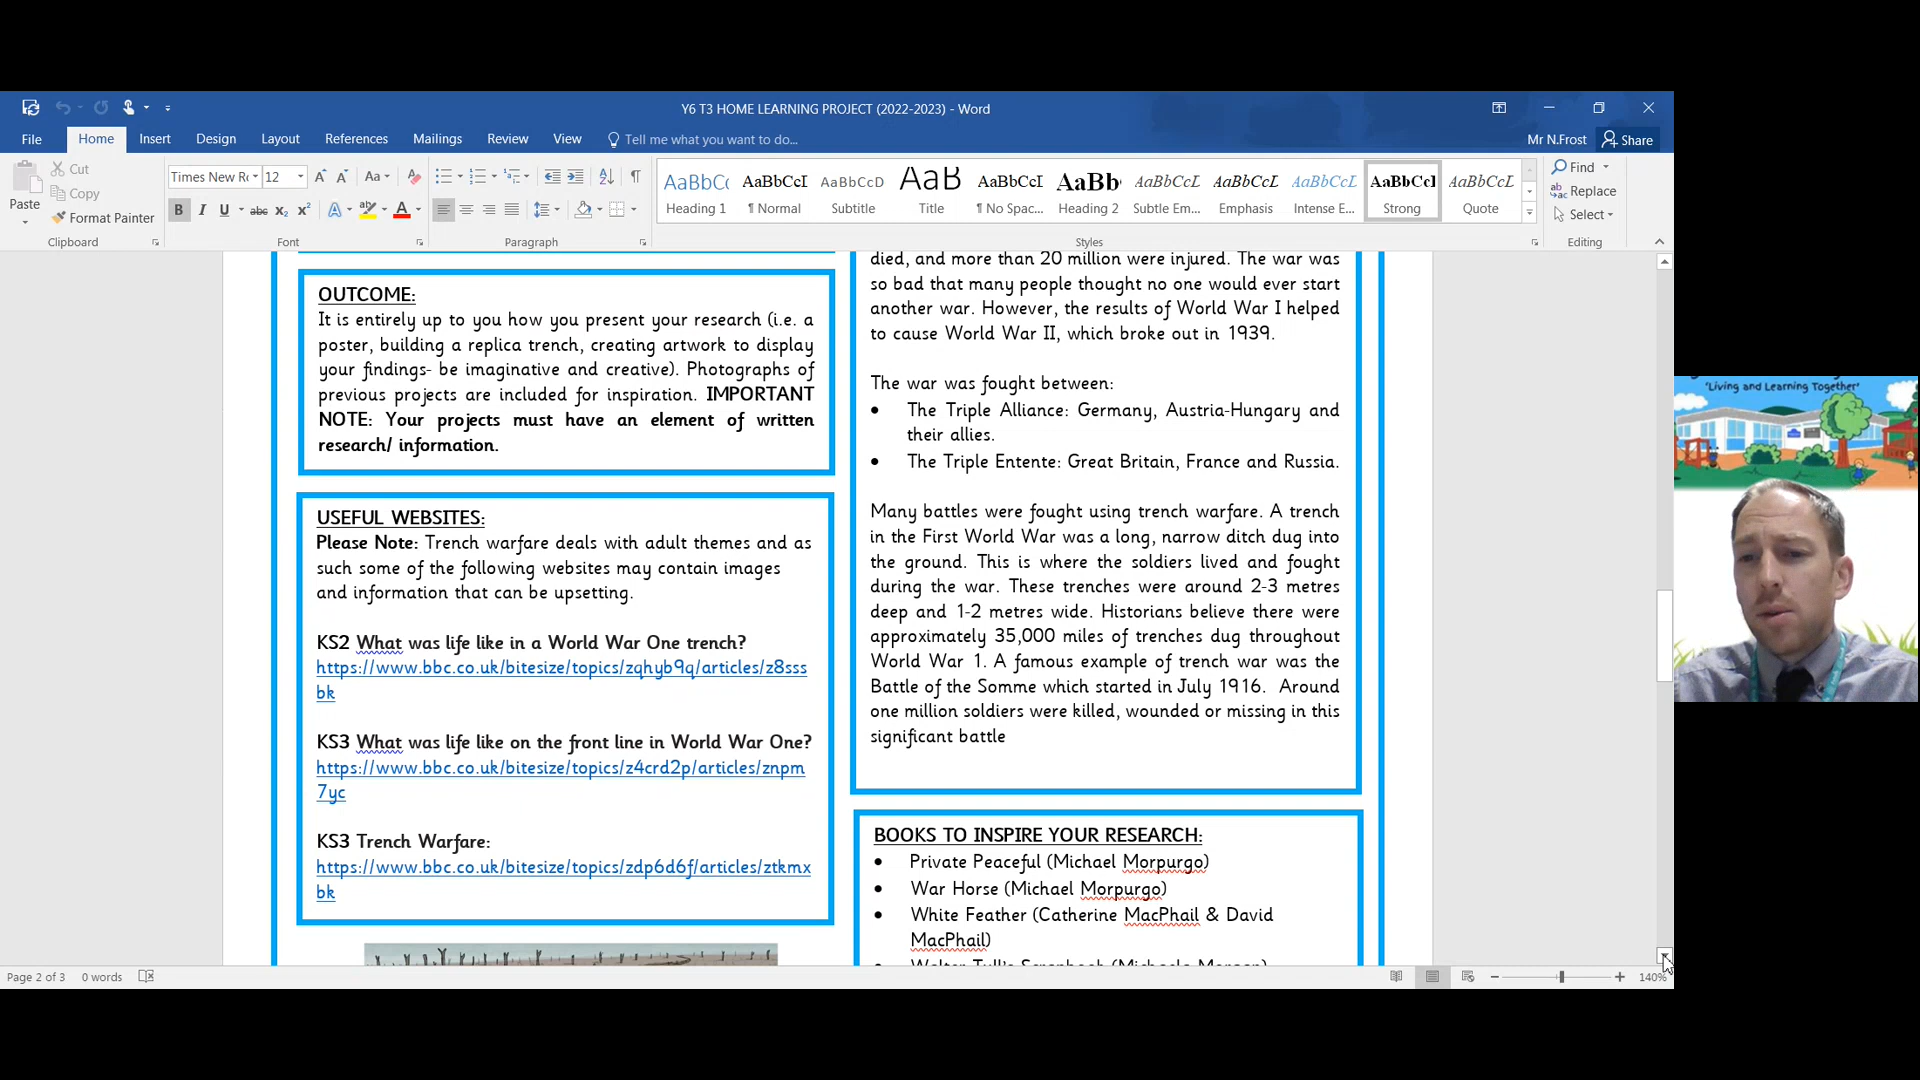 Y6 T3 HOME LEARNING PROJECT (2022-2023) - Word
File Home Insert Design Layout References Mailings Review View Tell me what you want to do...
Mr N.Frost Share
Paste
Cut
Copy
Format Painter
Clipboard
Times New Ro 12
Font
Paragraph
AaBbCc AaBbCcI AaBbCcD AaB AaBbCcI AaBbC AaBbCcL AaBbCcL AaBbCcL AaBbCcI AaBbCcL
Heading 1 ¶ Normal Subtitle Title ¶ No Spac... Heading 2 Subtle Em... Emphasis Intense E... Strong Quote
Styles
Find
Replace
Select
Editing
OUTCOME:
It is entirely up to you how you present your research (i.e. a
poster, building a replica trench, creating artwork to display
your findings- be imaginative and creative). Photographs of
previous projects are included for inspiration. IMPORTANT
NOTE: Your projects must have an element of written
research/ information.
USEFUL WEBSITES:
Please Note: Trench warfare deals with adult themes and as
such some of the following websites may contain images
and information that can be upsetting.
KS2 What was life like in a World War One trench?
https://www.bbc.co.uk/bitesize/topics/zqhyb9q/articles/z8sss
bk
KS3 What was life like on the front line in World War One?
https://www.bbc.co.uk/bitesize/topics/z4crd2p/articles/znpm
7yc
KS3 Trench Warfare:
https://www.bbc.co.uk/bitesize/topics/zdp6d6f/articles/ztkmx
bk
died, and more than 20 million were injured. The war was
so bad that many people thought no one would ever start
another war. However, the results of World War I helped
to cause World War II, which broke out in 1939.
The war was fought between:
• The Triple Alliance: Germany, Austria-Hungary and
their allies.
• The Triple Entente: Great Britain, France and Russia.
Many battles were fought using trench warfare. A trench
in the First World War was a long, narrow ditch dug into
the ground. This is where the soldiers lived and fought
during the war. These trenches were around 2-3 metres
deep and 1-2 metres wide. Historians believe there were
approximately 35,000 miles of trenches dug throughout
World War 1. A famous example of trench war was the
Battle of the Somme which started in July 1916. Around
one million soldiers were killed, wounded or missing in this
significant battle
BOOKS TO INSPIRE YOUR RESEARCH:
• Private Peaceful (Michael Morpurgo)
• War Horse (Michael Morpurgo)
• White Feather (Catherine MacPhail & David
MacPhail)
• Walter Tull's Scrapbook (Michaela Morgan)
'Living and Learning Together'
Page 2 of 3 0 words
140%